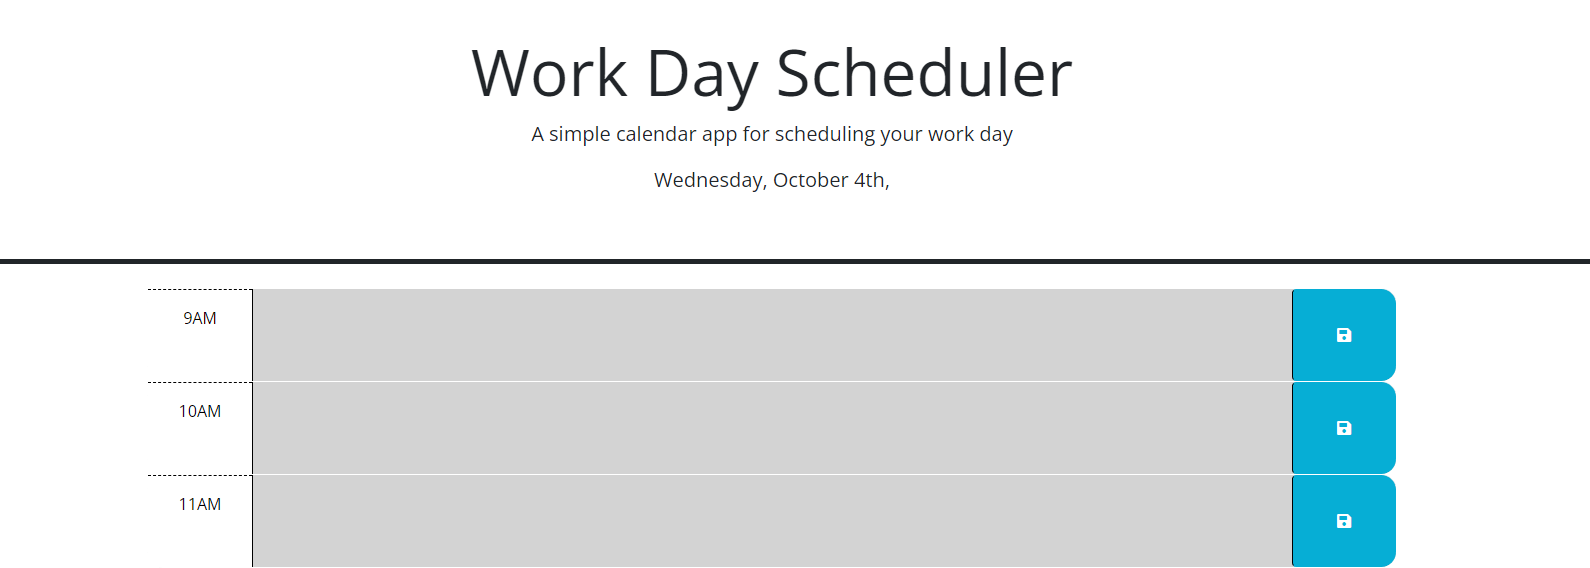 Work Day Scheduler
A simple calendar app for scheduling your work day
Wednesday, October 4th,
9AM
10AM
11AM